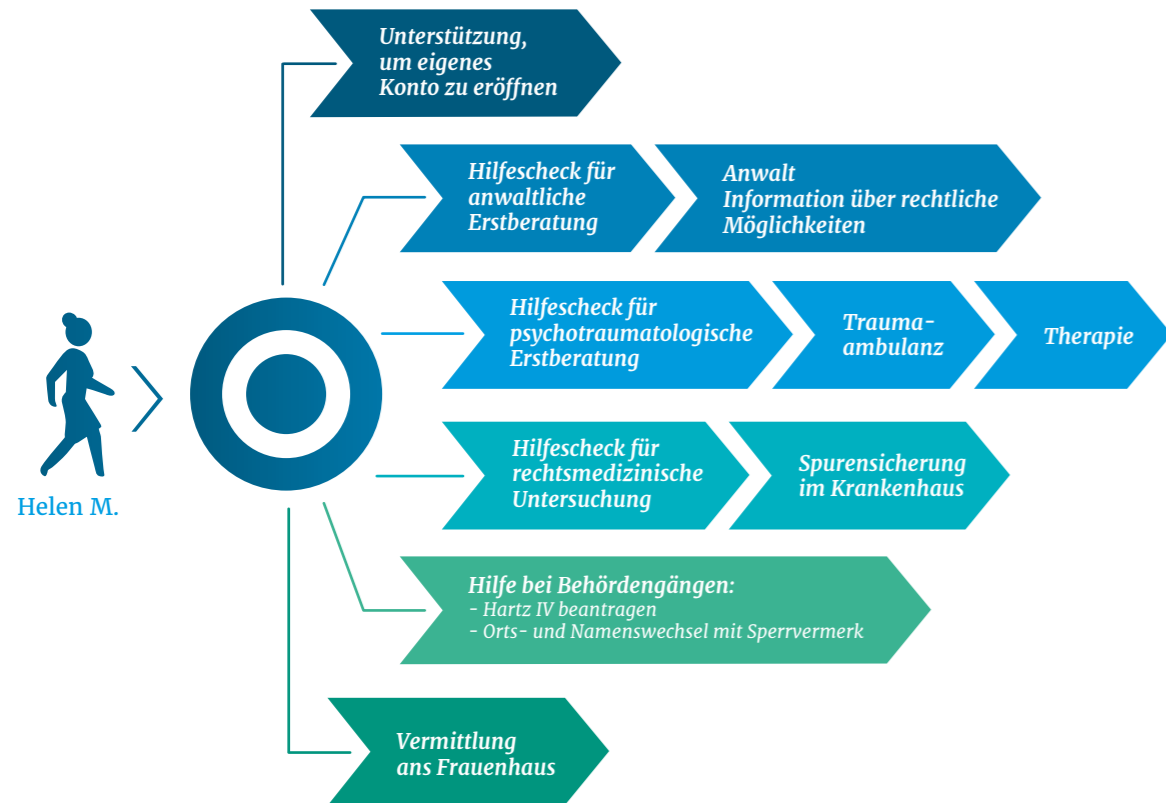 Unterstützung,
um eigenes
Konto zu eröffnen
Hilfescheck für
anwaltliche
Erstberatung
Anwalt
Information über rechtliche
Möglichkeiten
Hilfescheck für
psychotraumatologische
Erstberatung
Trauma-
ambulanz
Therapie
Helen M.
Hilfescheck für
rechtsmedizinische
Untersuchung
Spurensicherung
im Krankenhaus
Hilfe bei Behördengängen:
- Hartz IV beantragen
- Orts- und Namenswechsel mit Sperrvermerk
Vermittlung
ans Frauenhaus